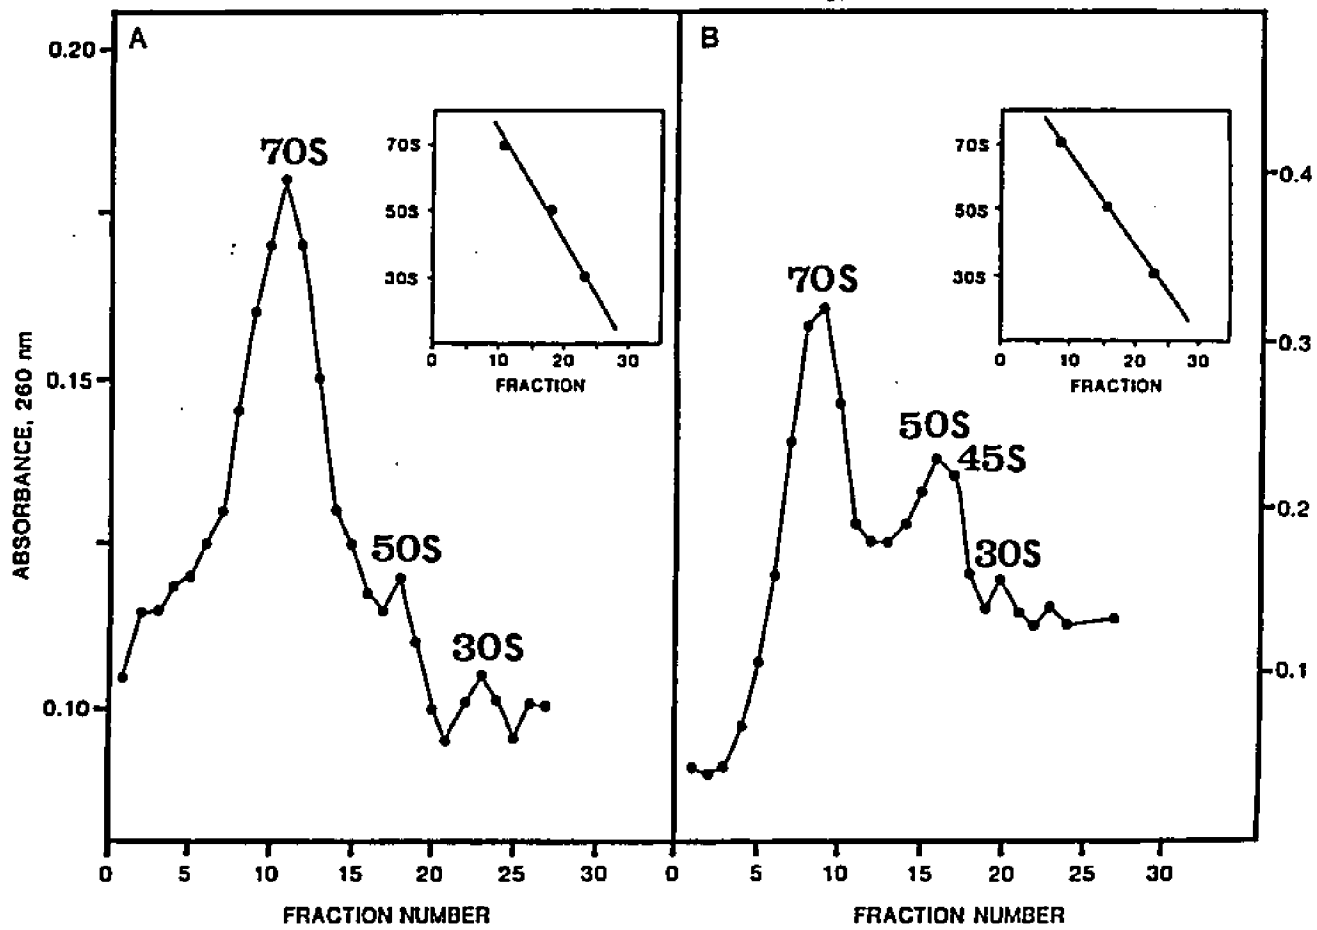 A
0.20
0.15
0.10
ABSORBANCE, 260 nm
70S
50S
30S
0 5 10 15 20 25 30
FRACTION NUMBER
70S
50S
30S
0 10 20 30
FRACTION
B
70S
50S
45S
30S
0.4
0.3
0.2
0.1
0 5 10 15 20 25 30
FRACTION NUMBER
70S
50S
30S
0 10 20 30
FRACTION